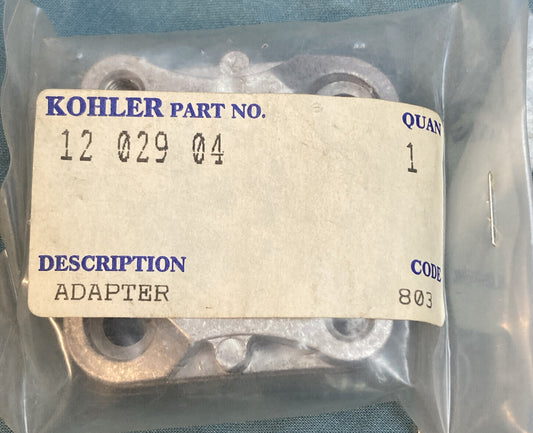 KOHLER PART NO. QUAN
12 029 04 1
DESCRIPTION CODE
ADAPTER 803